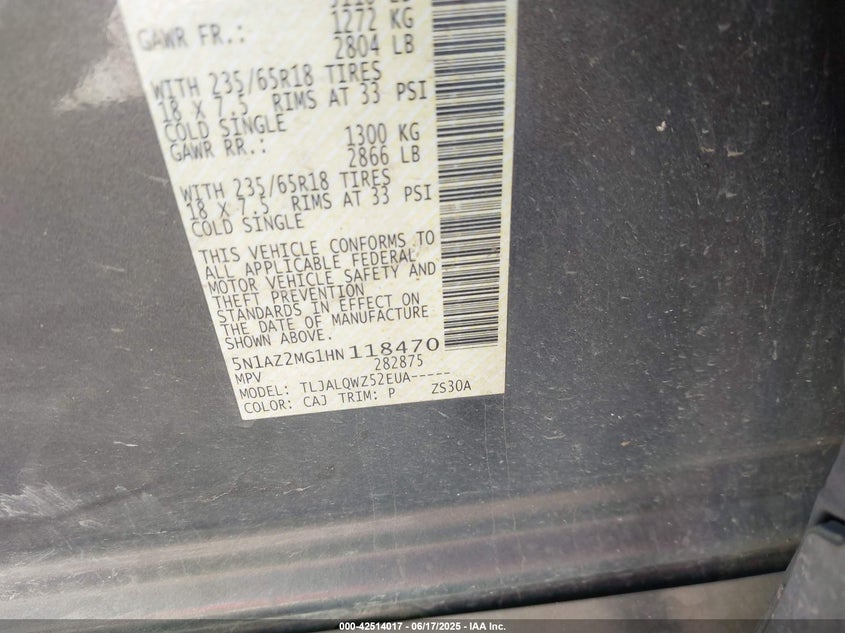 GAWR FR.: 1272 KG
2804 LB
WITH 235/65R18 TIRES
18 X 7.5 RIMS AT 33 PSI
COLD SINGLE
GAWR RR.: 1300 KG
2866 LB
WITH 235/65R18 TIRES
18 X 7.5 RIMS AT 33 PSI
COLD SINGLE
THIS VEHICLE CONFORMS TO
ALL APPLICABLE FEDERAL
MOTOR VEHICLE SAFETY AND
THEFT PREVENTION
STANDARDS IN EFFECT ON
THE DATE OF MANUFACTURE
SHOWN ABOVE.
5N1AZ2MG1HN118470
MPV 282875
MODEL: TLJALQWZ52EUA-----
COLOR: CAJ TRIM: P ZS30A
000-42514017 - 06/17/2025 - IAA Inc.